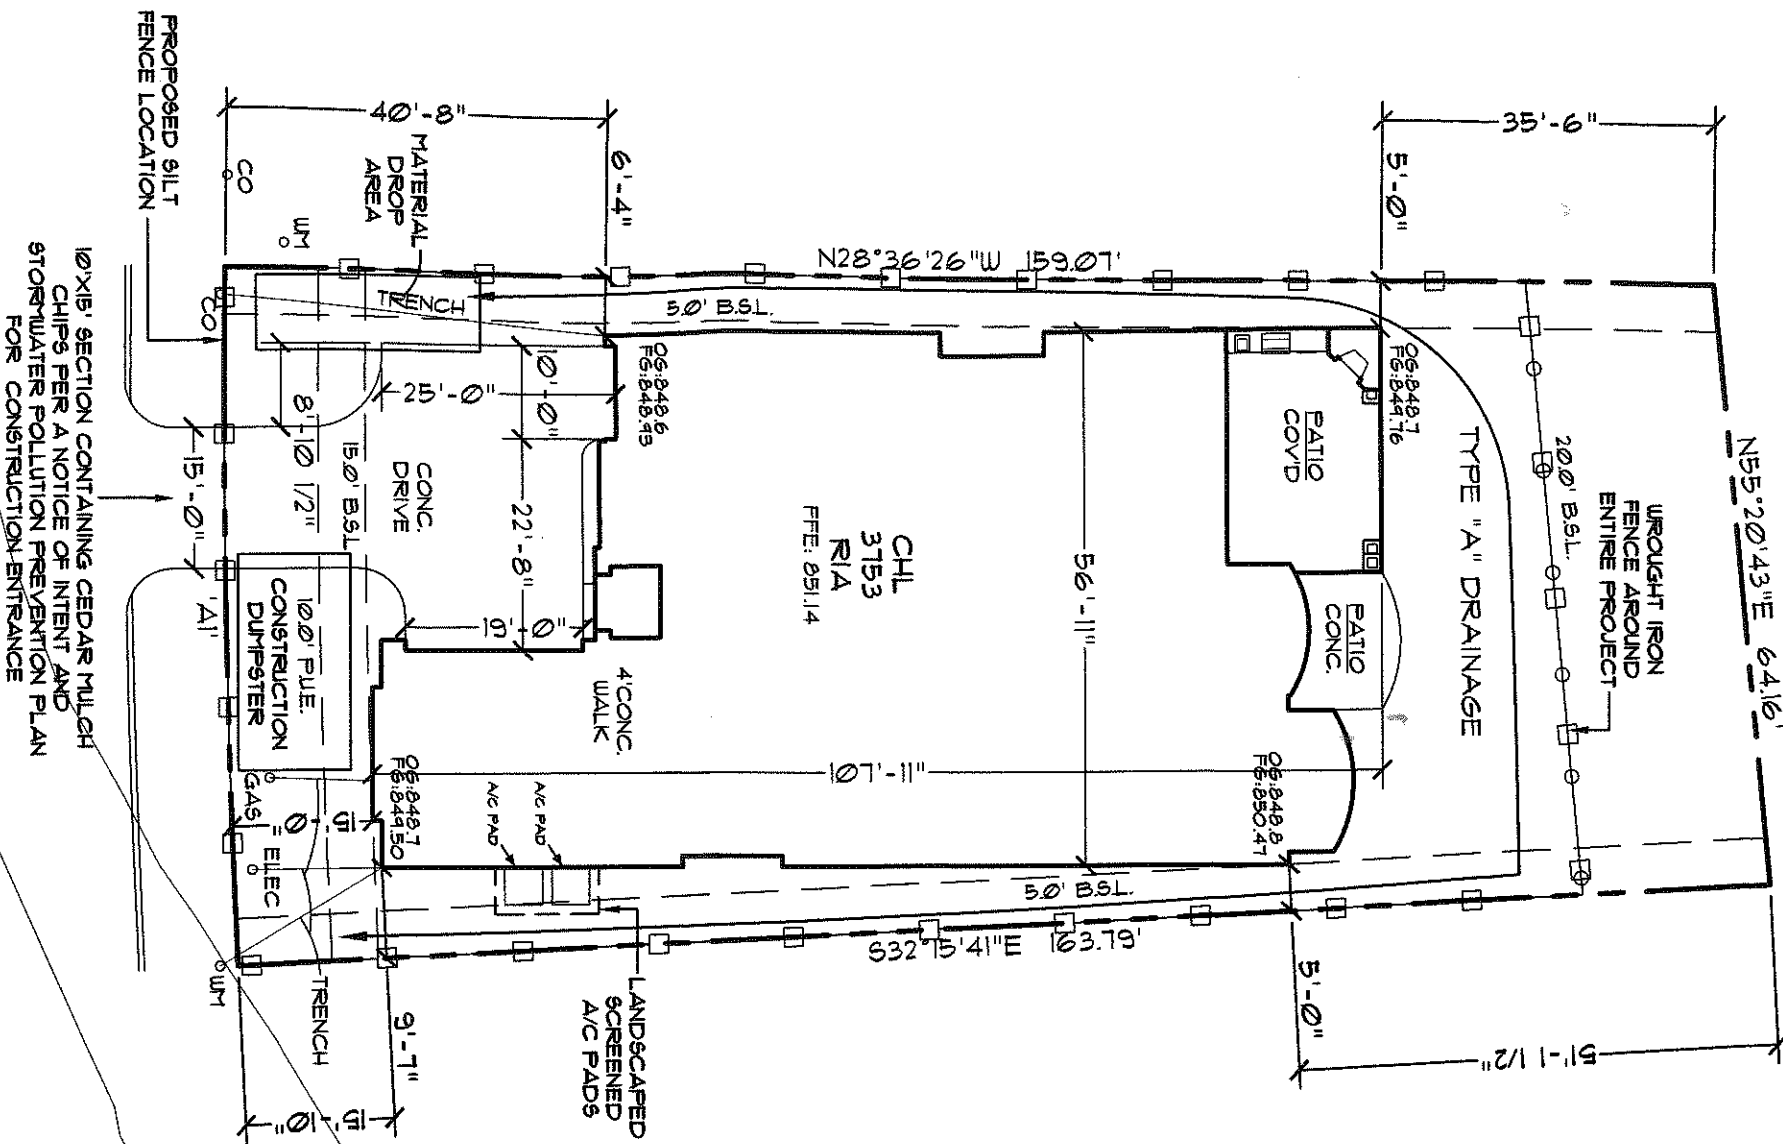 PROPOSED SILT
FENCE LOCATION
40'-8"
35'-6"
6'-4"
5'-0"
MATERIAL
DROP
AREA
CO
WM
N28°36'26"W 159.07'
TRENCH
5.0' B.S.L.
CO
10'X15' SECTION CONTAINING CEDAR MULCH
CHIPS PER A NOTICE OF INTENT AND
STORMWATER POLLUTION PREVENTION PLAN
FOR CONSTRUCTION ENTRANCE
OG:848.6
FG:848.93
OG:848.7
FG:849.76
25'-0"
10'-0"
8'-10 1/2"
15.0' B.S.L.
CONC.
DRIVE
22'-8"
15'-0"
PATIO
COV'D
TYPE "A" DRAINAGE
20.0' B.S.L.
WROUGHT IRON
FENCE AROUND
ENTIRE PROJECT
N55°20'43"E 64.16'
CHL
3753
RIA
FFE: 851.14
56'-11"
PATIO
CONC.
'A1'
10.0' P.U.E.
CONSTRUCTION
DUMPSTER
19'-0"
4' CONC.
WALK
107'-11"
GAS
15'-0"
ELEC
OG:848.7
FG:849.50
A/C PAD
A/C PAD
OG:848.8
FG:850.47
5.0' B.S.L.
S32°15'41"E 163.79'
WM
TRENCH
LANDSCAPED
SCREENED
A/C PADS
9'-7"
15'-10"
5'-0"
51'-1 1/2"